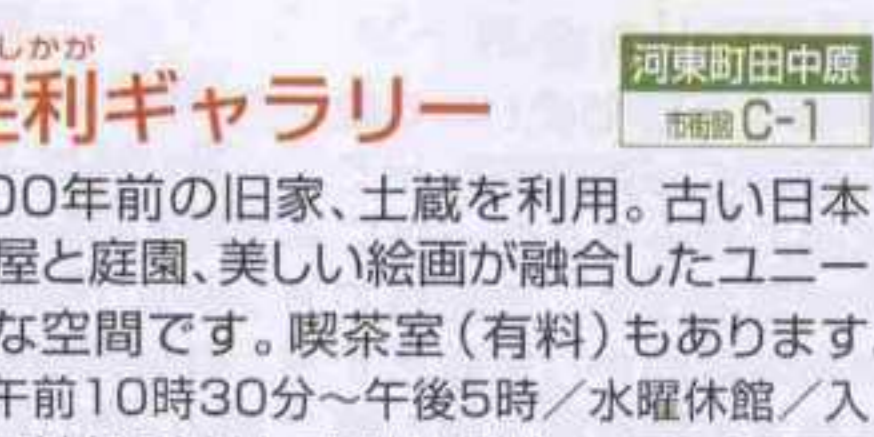 しかが
足利ギャラリー
河東町田中原
市街図C-1
00年前の旧家、土蔵を利用。古い日本
屋と庭園、美しい絵画が融合したユニー
な空間です。喫茶室(有料)もあります。
午前10時30分~午後5時/水曜休館/入